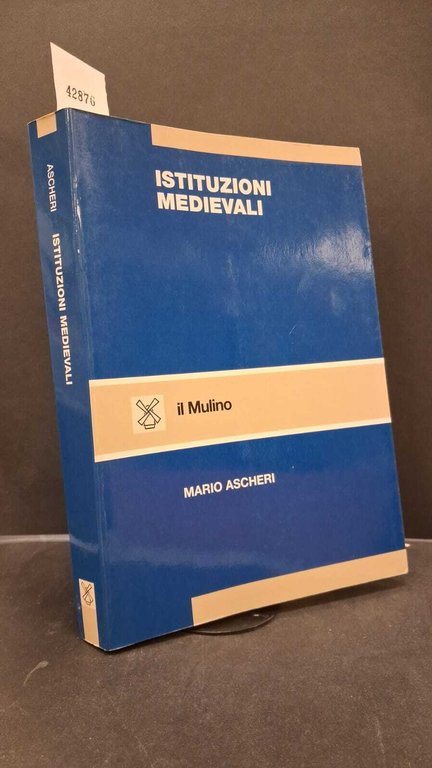 42876
ASCHERI
ISTITUZIONI MEDIEVALI
ISTITUZIONI
MEDIEVALI
il Mulino
MARIO ASCHERI